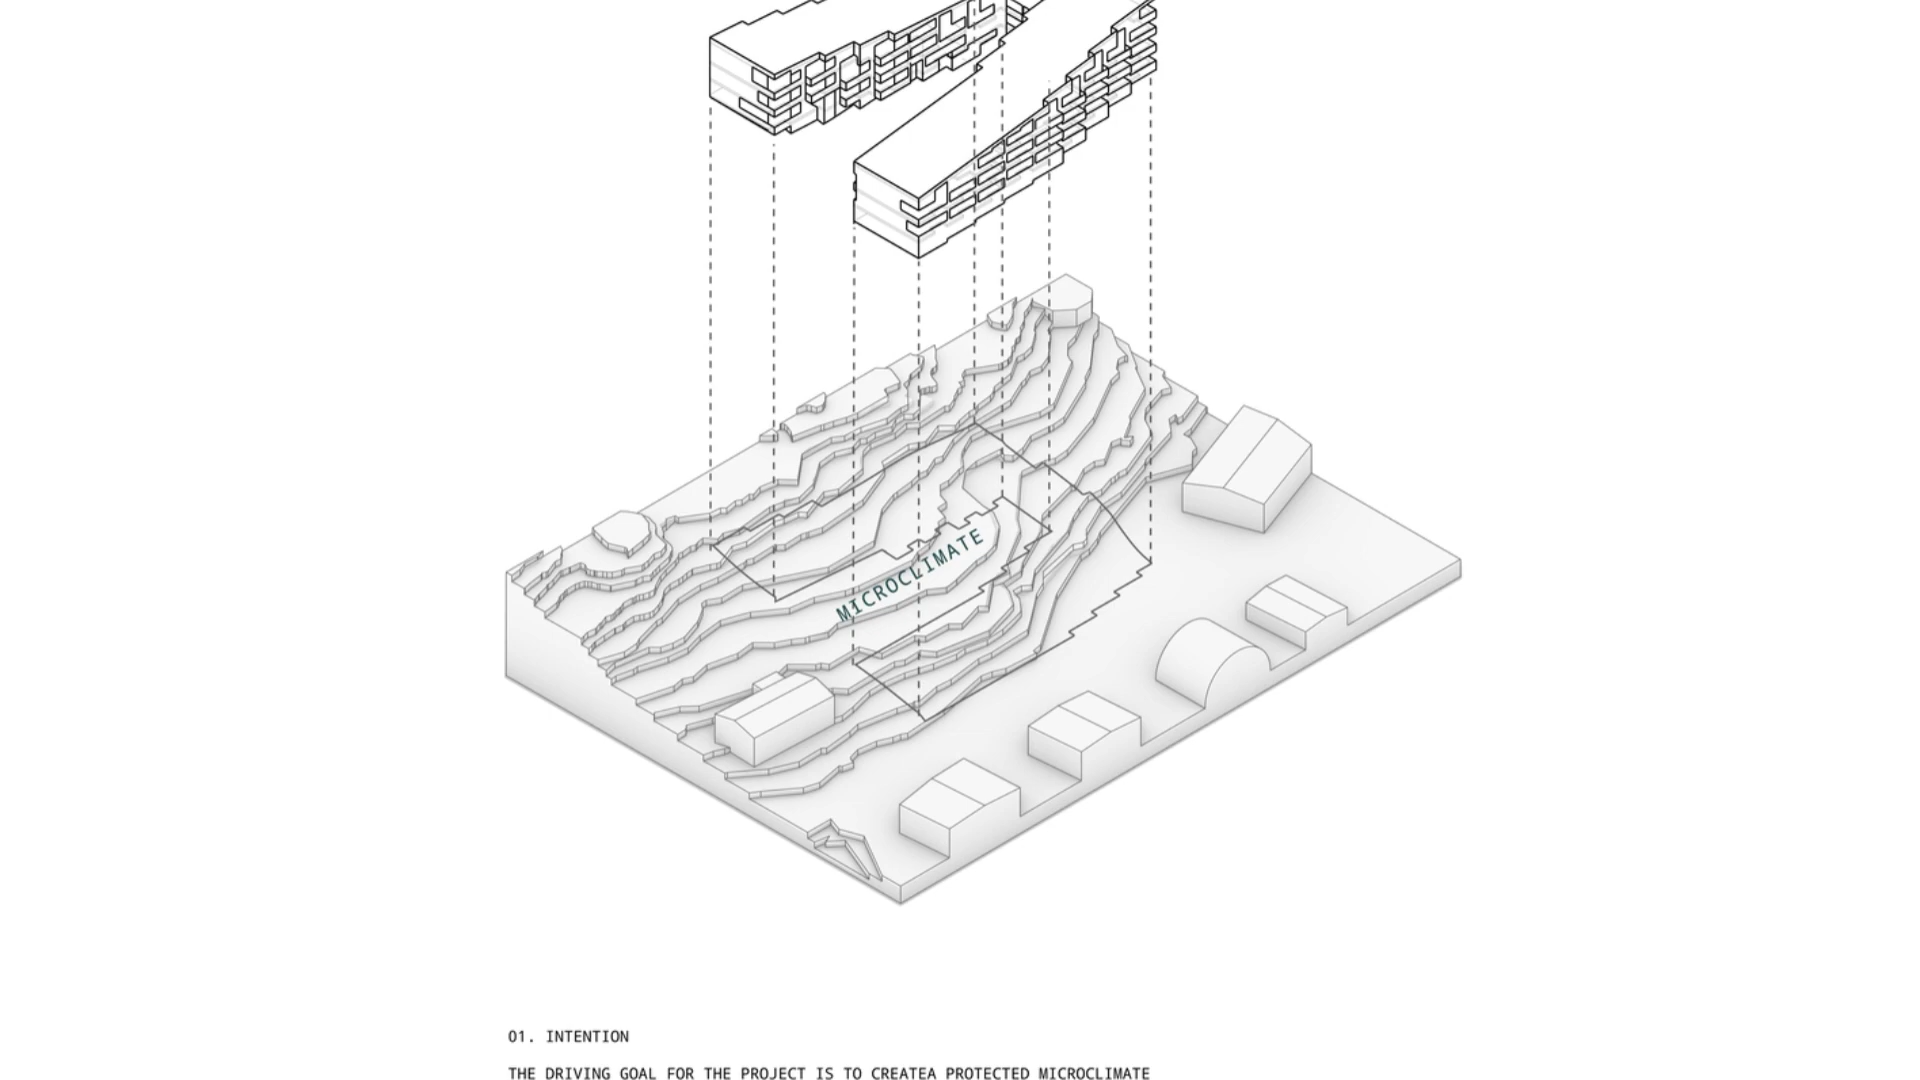 MICROCLIMATE
01. INTENTION
THE DRIVING GOAL FOR THE PROJECT IS TO CREATEA PROTECTED MICROCLIMATE